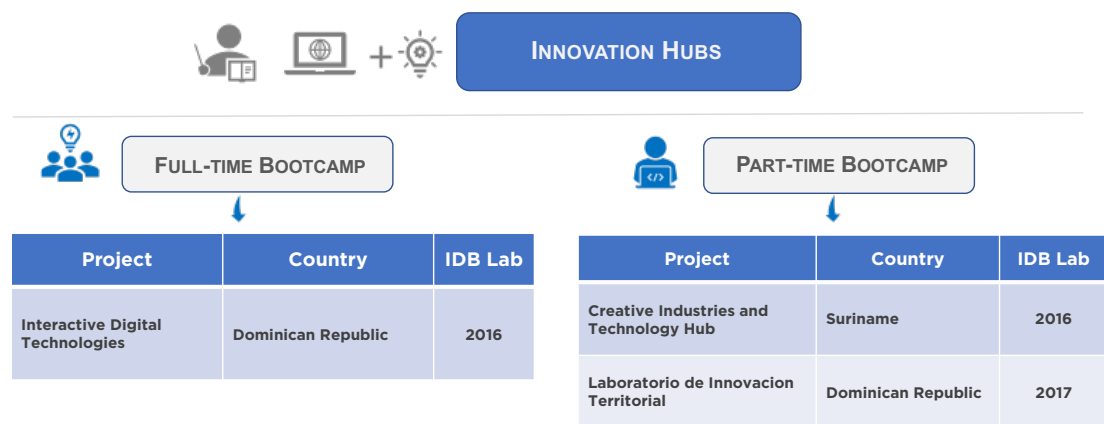 INNOVATION HUBS
FULL-TIME BOOTCAMP
Project Country IDB Lab
Interactive Digital
Technologies
Dominican Republic
2016
PART-TIME BOOTCAMP
</>
Project Country IDB Lab
Creative Industries and
Technology Hub
Suriname
2016
Laboratorio de Innovacion
Territorial
Dominican Republic
2017